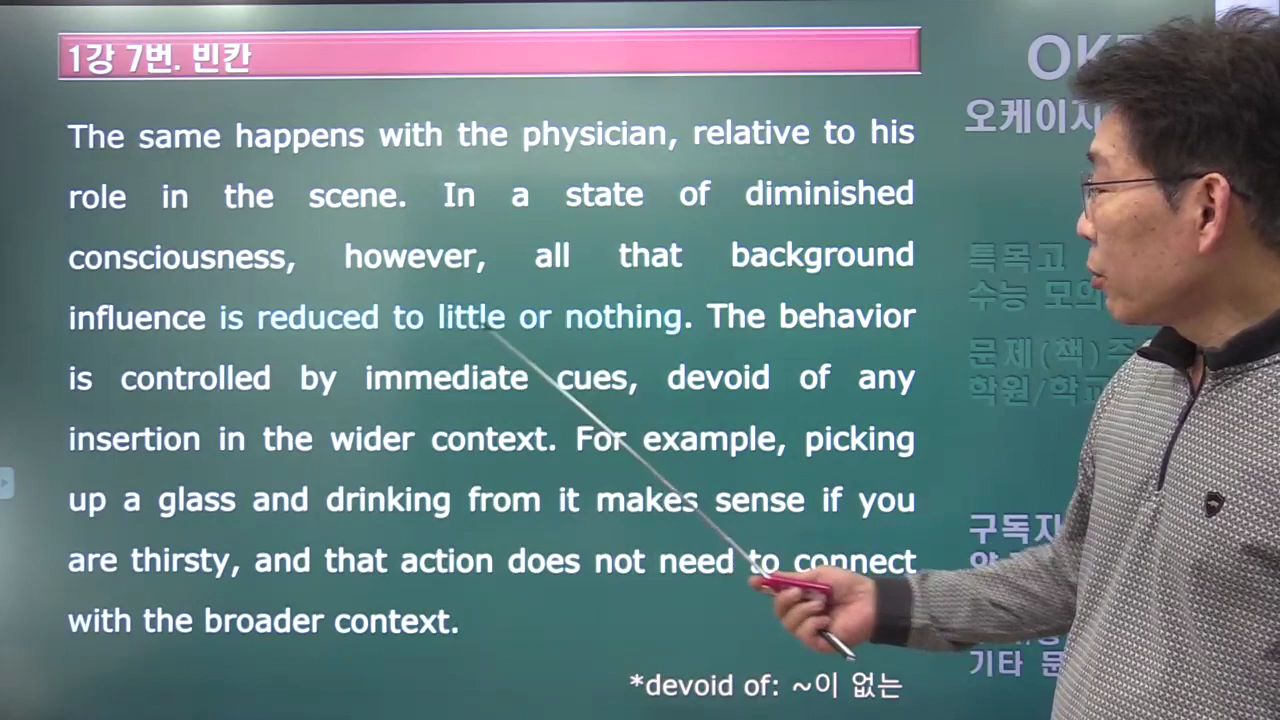 1강 7번. 빈칸
The same happens with the physician, relative to his
role in the scene. In a state of diminished
consciousness, however, all that background
influence is reduced to little or nothing. The behavior
is controlled by immediate cues, devoid of any
insertion in the wider context. For example, picking
up a glass and drinking from it makes sense if you
are thirsty, and that action does not need to connect
with the broader context.
*devoid of: ~이 없는
오케이
특목고
수능 모의
문제(책)
학원/학교
구독자
기타 문